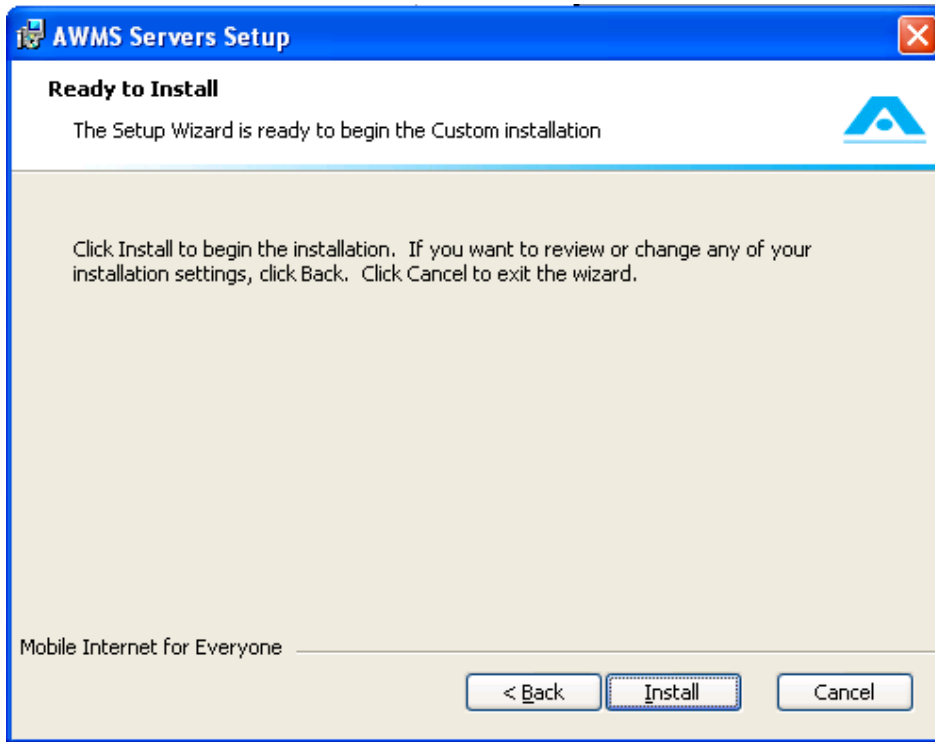 AWMS Servers Setup
Ready to Install
The Setup Wizard is ready to begin the Custom installation
Click Install to begin the installation.  If you want to review or change any of your
installation settings, click Back.  Click Cancel to exit the wizard.
Mobile Internet for Everyone
< Back Install Cancel